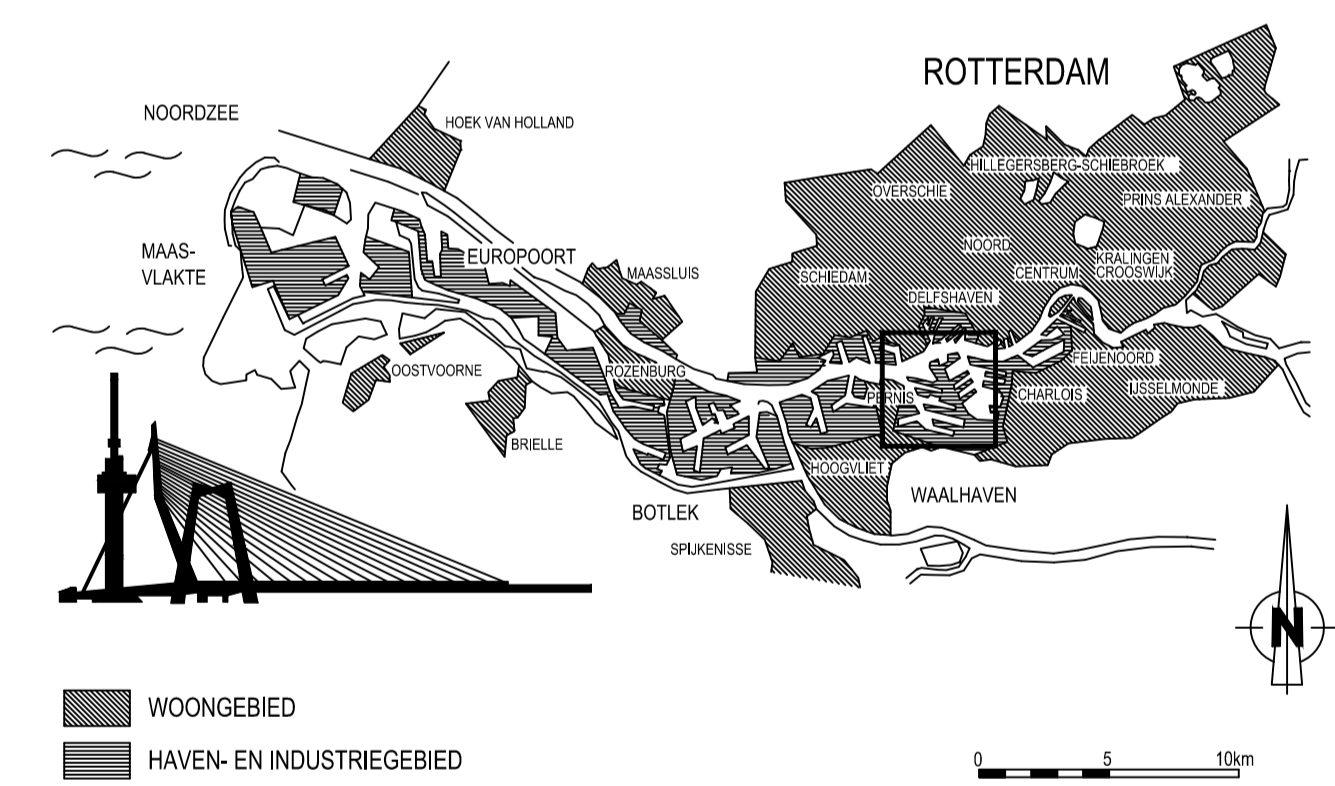 ROTTERDAM
NOORDZEE
HOEK VAN HOLLAND
HILLEGERSBERG-SCHIEBROEK
OVERSCHIE
PRINS ALEXANDER
MAAS-
VLAKTE
EUROPOORT
NOORD
KRALINGEN
CROOSWIJK
MAASSLUIS
SCHIEDAM
CENTRUM
DELFSHAVEN
OOSTVOORNE
ROZENBURG
FEIJENOORD
PERNIS
CHARLOIS
IJSSELMONDE
BRIELLE
HOOGVLIET
WAALHAVEN
BOTLEK
SPIJKENISSE
N
WOONGEBIED
HAVEN- EN INDUSTRIEGEBIED
0 5 10km